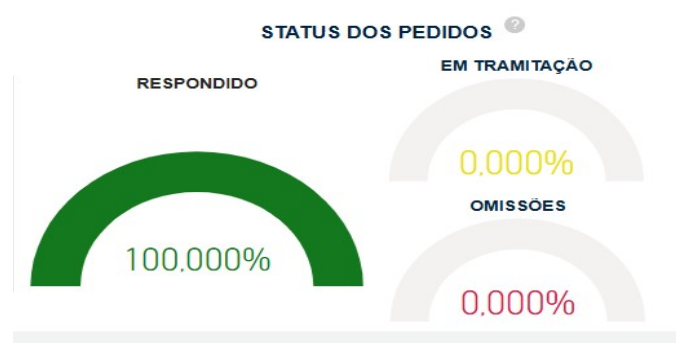 STATUS DOS PEDIDOS ?
RESPONDIDO
100,000%
EM TRAMITAÇÃO
0,000%
OMISSÕES
0,000%